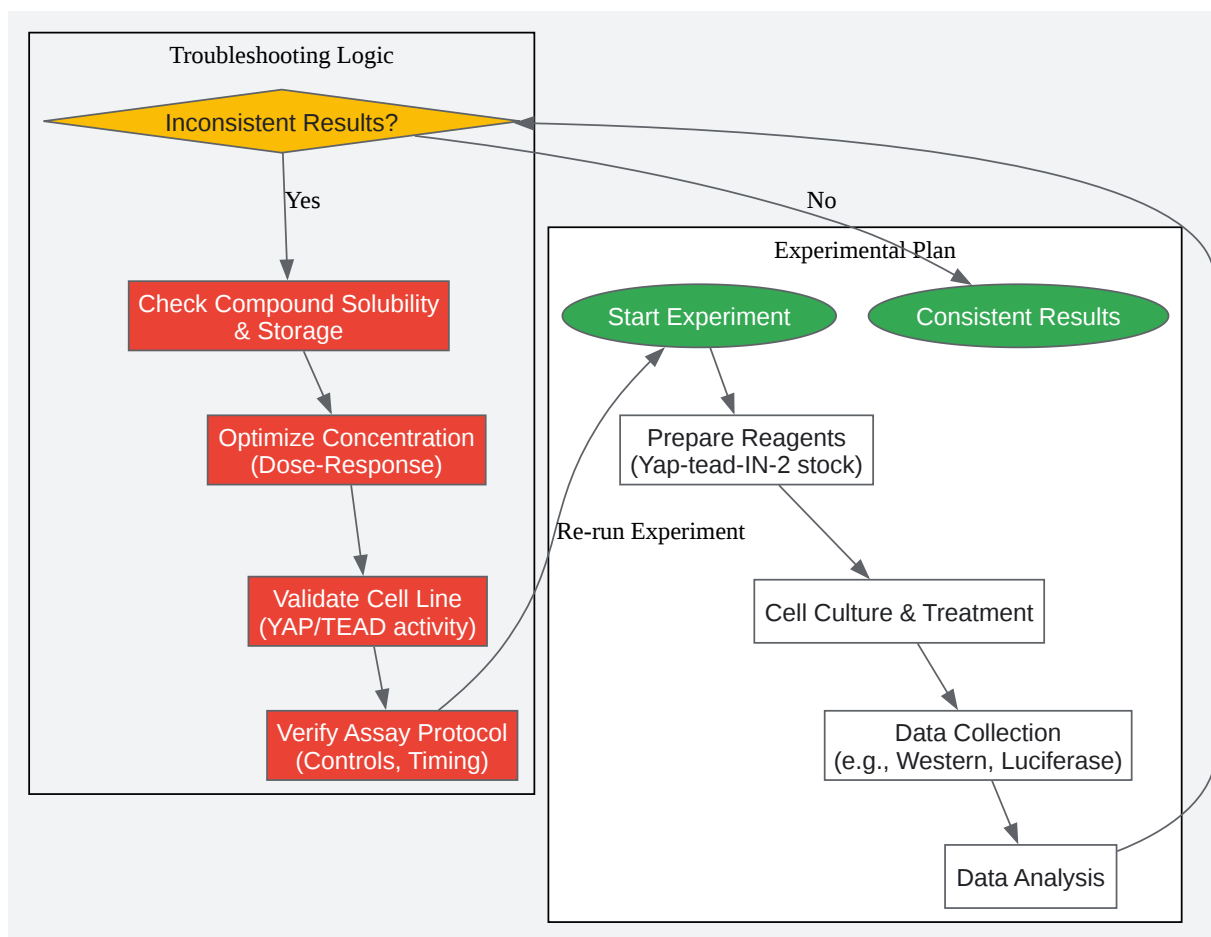 Troubleshooting Logic
Inconsistent Results?
Yes
No
Check Compound Solubility
& Storage
Optimize Concentration
(Dose-Response)
Validate Cell Line
(YAP/TEAD activity)
Verify Assay Protocol
(Controls, Timing)
Re-run Experiment
Experimental Plan
Start Experiment
Consistent Results
Prepare Reagents
(Yap-tead-IN-2 stock)
Cell Culture & Treatment
Data Collection
(e.g., Western, Luciferase)
Data Analysis